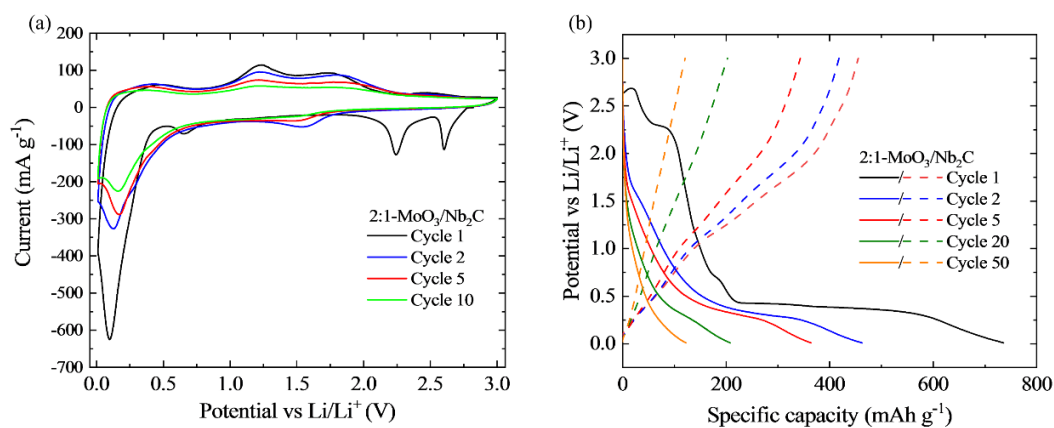 (a)
200
100
0
-100
-200
-300
-400
-500
-600
-700
Current (mA g⁻¹)
2:1-MoO₃/Nb₂C
Cycle 1
Cycle 2
Cycle 5
Cycle 10
0.0 0.5 1.0 1.5 2.0 2.5 3.0
Potential vs Li/Li⁺ (V)
(b)
3.0
2.5
2.0
1.5
1.0
0.5
0.0
Potential vs Li/Li⁺ (V)
2:1-MoO₃/Nb₂C
/ Cycle 1
/ Cycle 2
/ Cycle 5
/ Cycle 20
/ Cycle 50
0 200 400 600 800
Specific capacity (mAh g⁻¹)